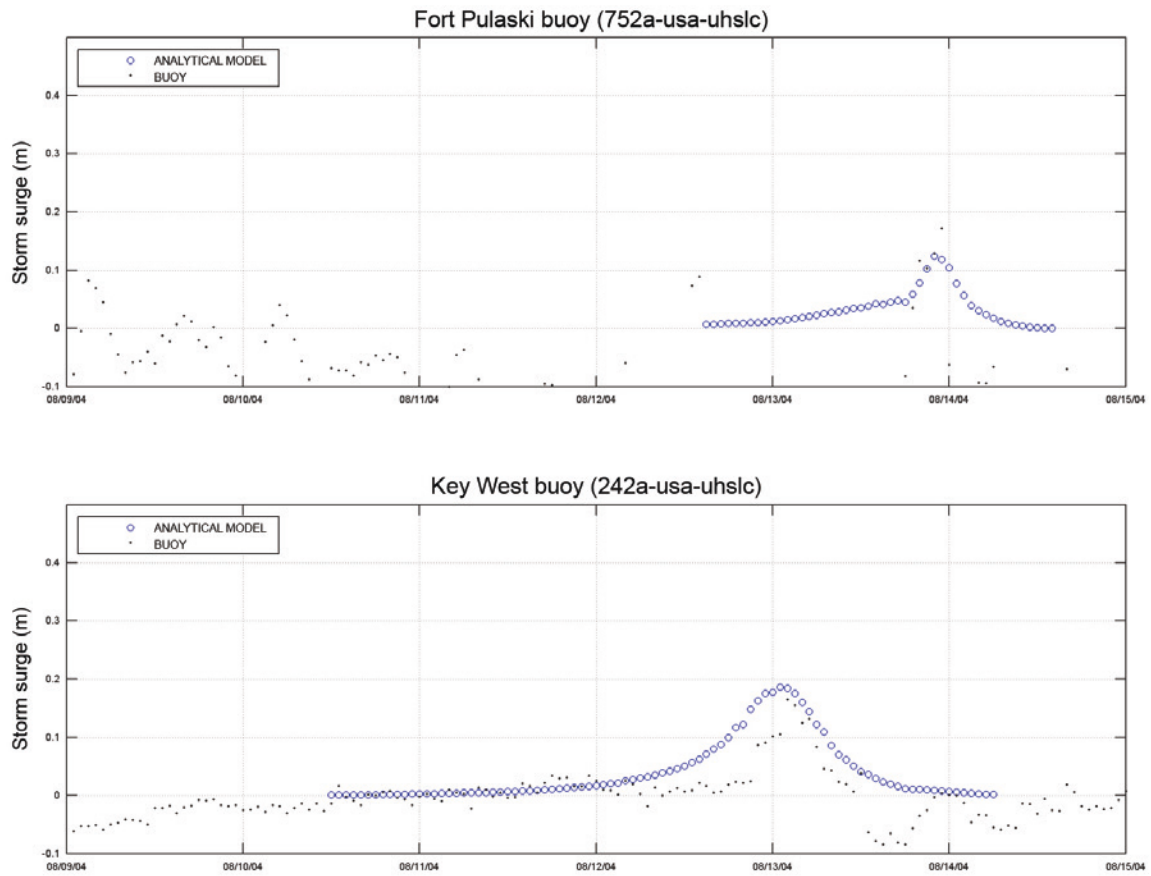 Fort Pulaski buoy (752a-usa-uhslc)
ANALYTICAL MODEL
BUOY
Storm surge (m)
0.4
0.3
0.2
0.1
0
-0.1
08/09/04 08/10/04 08/11/04 08/12/04 08/13/04 08/14/04 08/15/04
Key West buoy (242a-usa-uhslc)
ANALYTICAL MODEL
BUOY
Storm surge (m)
0.4
0.3
0.2
0.1
0
-0.1
08/09/04 08/10/04 08/11/04 08/12/04 08/13/04 08/14/04 08/15/04